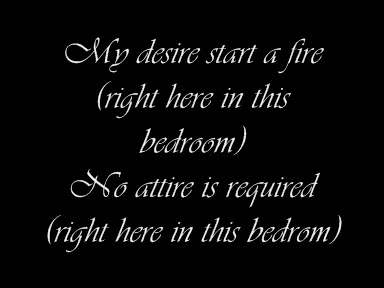 My desire start a fire
(right here in this
bedroom)
No attire is required
(right here in this bedrom)